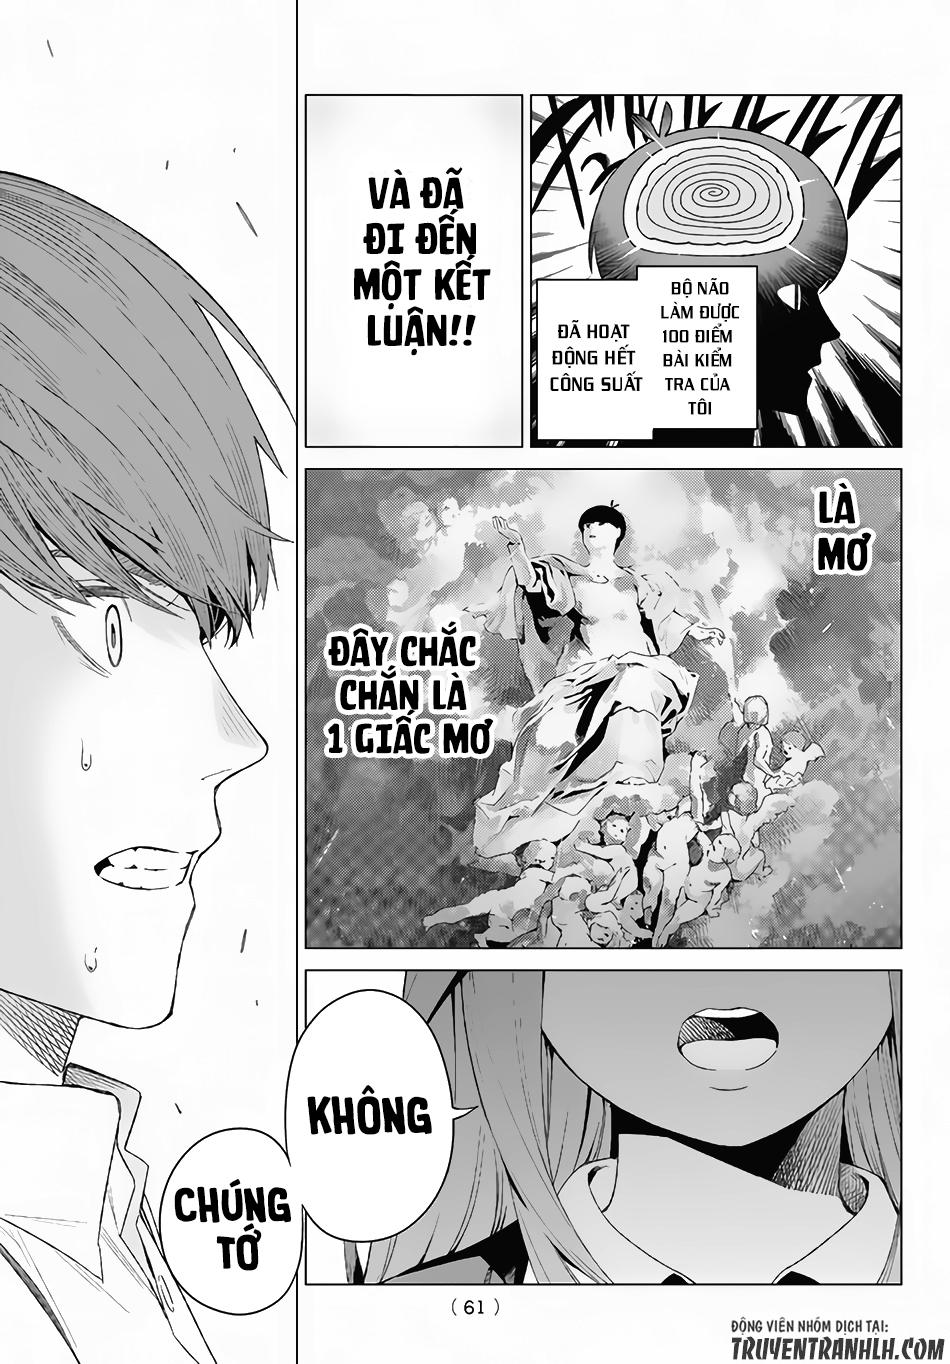 BỘ NÃO
LÀM ĐƯỢC
100 ĐIỂM
BÀI KIỂM
TRA CỦA
TÔI
ĐÃ HOẠT
ĐỘNG HẾT
CÔNG SUẤT
VÀ ĐÃ
ĐI ĐẾN
MỘT KẾT
LUẬN!!
LÀ
MƠ
ĐÂY CHẮC
CHẮN LÀ
1 GIẤC MƠ
KHÔNG
CHÚNG
TỚ
( 61 )
ĐỘNG VIÊN NHÓM DỊCH TẠI:
TRUYENTRANHLH.COM